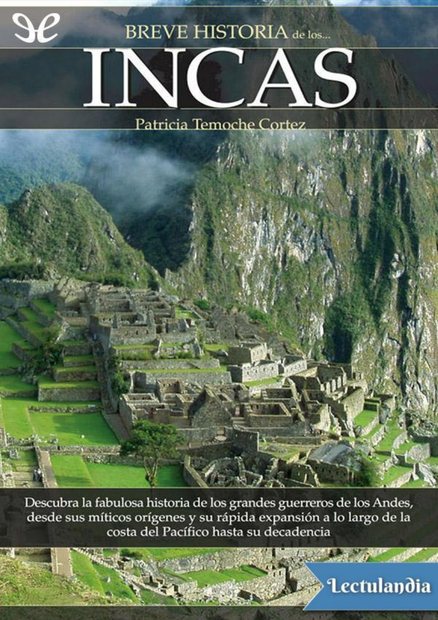 BREVE HISTORIA de los...
INCAS
Patricia Temoche Cortez
Descubra la fabulosa historia de los grandes guerreros de los Andes,
desde sus míticos orígenes y su rápida expansión a lo largo de la
costa del Pacífico hasta su decadencia
Lectulandia